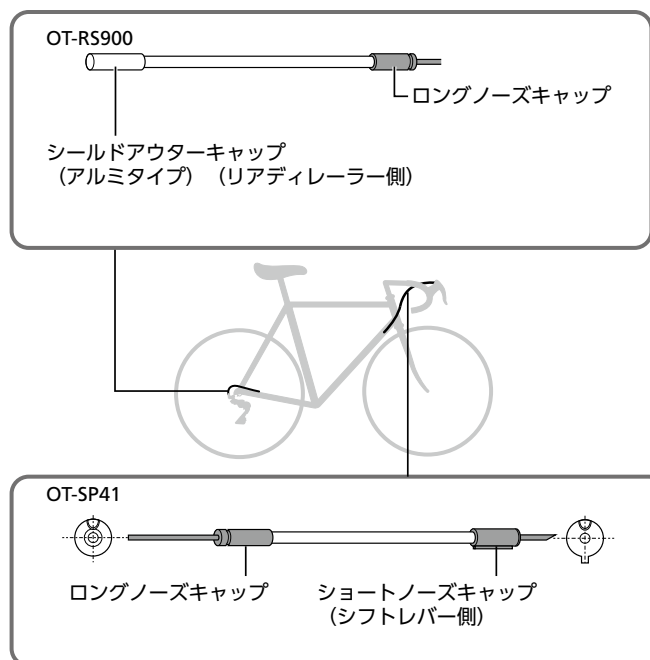 OT-RS900
ロングノーズキャップ
シールドアウターキャップ
（アルミタイプ）（リアディレーラー側）
OT-SP41
ロングノーズキャップ
ショートノーズキャップ
（シフトレバー側）